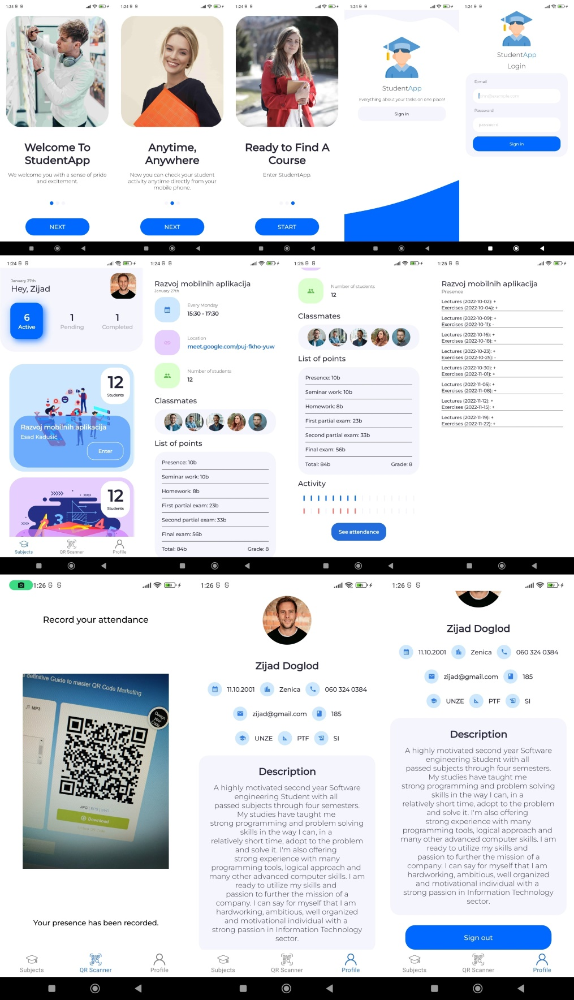 1:24
1:24
1:24
1:24
1:24
Welcome To
StudentApp
We welcome you with a sense of pride
and excitement.
NEXT
Anytime,
Anywhere
Now you can check your student
activity anytime directly from your
mobile phone.
NEXT
Ready to Find A
Course
Enter StudentApp.
START
StudentApp
Everything about your tasks on one place!
Sign in
StudentApp
Login
E-mail
john@example.com
Password
password
Sign in
1:24
January 27th
Hey, Zijad
6
Active
1
Pending
1
Completed
12
Students
Razvoj mobilnih aplikacija
Esad Kadušić
Enter
12
Students
Subjects
QR Scanner
Profile
1:24
Razvoj mobilnih aplikacija
January 27th
Every Monday
15:30 - 17:30
Location
meet.google.com/puj-fkho-yuw
Number of students
12
Classmates
List of points
Presence: 10b
Seminar work: 10b
Homework: 8b
First partial exam: 23b
Second partial exam: 33b
Final exam: 56b
Total: 84b Grade: 8
1:25
Number of students
12
Classmates
List of points
Presence: 10b
Seminar work: 10b
Homework: 8b
First partial exam: 23b
Second partial exam: 33b
Final exam: 56b
Total: 84b Grade: 8
Activity
See attendance
1:25
Razvoj mobilnih aplikacija
Presence
Lectures (2022-10-02): +
Exercises (2022-10-04): +
Lectures (2022-10-09): +
Exercises (2022-10-11): -
Lectures (2022-10-16): +
Exercises (2022-10-18): +
Lectures (2022-10-23): +
Exercises (2022-10-25): -
Lectures (2022-10-30): +
Exercises (2022-11-01): +
Lectures (2022-11-05): +
Exercises (2022-11-08): +
Lectures (2022-11-12): +
Exercises (2022-11-15): +
Lectures (2022-11-19): +
Exercises (2022-11-22): +
1:26
49
Record your attendance
definitive Guide to master QR Code Marketing
MP3
Design
your
Code
JPG | EPS | SVG
Download
Your presence has been recorded.
Subjects
QR Scanner
Profile
1:26
49
Zijad Doglod
11.10.2001 Zenica 060 324 0384
zijad@gmail.com 185
UNZE PTF SI
Description
A highly motivated second year Software
engineering Student with all
passed subjects through four semesters.
My studies have taught me
strong programming and problem solving
skills in the way I can, in a
relatively short time, adopt to the problem
and solve it. I'm also offering
strong experience with many
programming tools, logical approach and
many other advanced computer skills. I am
ready to utilize my skills and
passion to further the mission of a
company. I can say for myself that I am
hardworking, ambitious, well organized
and motivational individual with a
strong passion in Information Technology
sector.
Subjects
QR Scanner
Profile
1:26
49
Zijad Doglod
11.10.2001 Zenica 060 324 0384
zijad@gmail.com 185
UNZE PTF SI
Description
A highly motivated second year Software
engineering Student with all
passed subjects through four semesters.
My studies have taught me
strong programming and problem solving
skills in the way I can, in a
relatively short time, adopt to the problem
and solve it. I'm also offering
strong experience with many
programming tools, logical approach and
many other advanced computer skills. I am
ready to utilize my skills and
passion to further the mission of a
company. I can say for myself that I am
hardworking, ambitious, well organized
and motivational individual with a
strong passion in Information Technology
sector.
Sign out
Subjects
QR Scanner
Profile